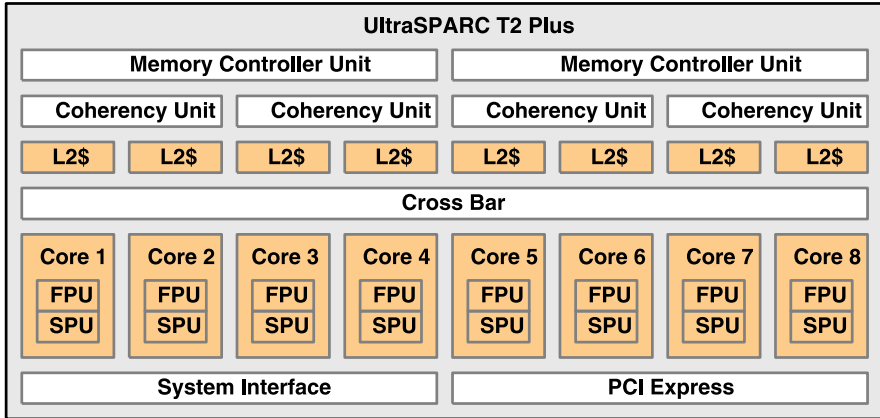 UltraSPARC T2 Plus
Memory Controller Unit Memory Controller Unit
Coherency Unit Coherency Unit Coherency Unit Coherency Unit
L2$ L2$ L2$ L2$ L2$ L2$ L2$ L2$
Cross Bar
Core 1 Core 2 Core 3 Core 4 Core 5 Core 6 Core 7 Core 8
FPU FPU FPU FPU FPU FPU FPU FPU
SPU SPU SPU SPU SPU SPU SPU SPU
System Interface PCI Express